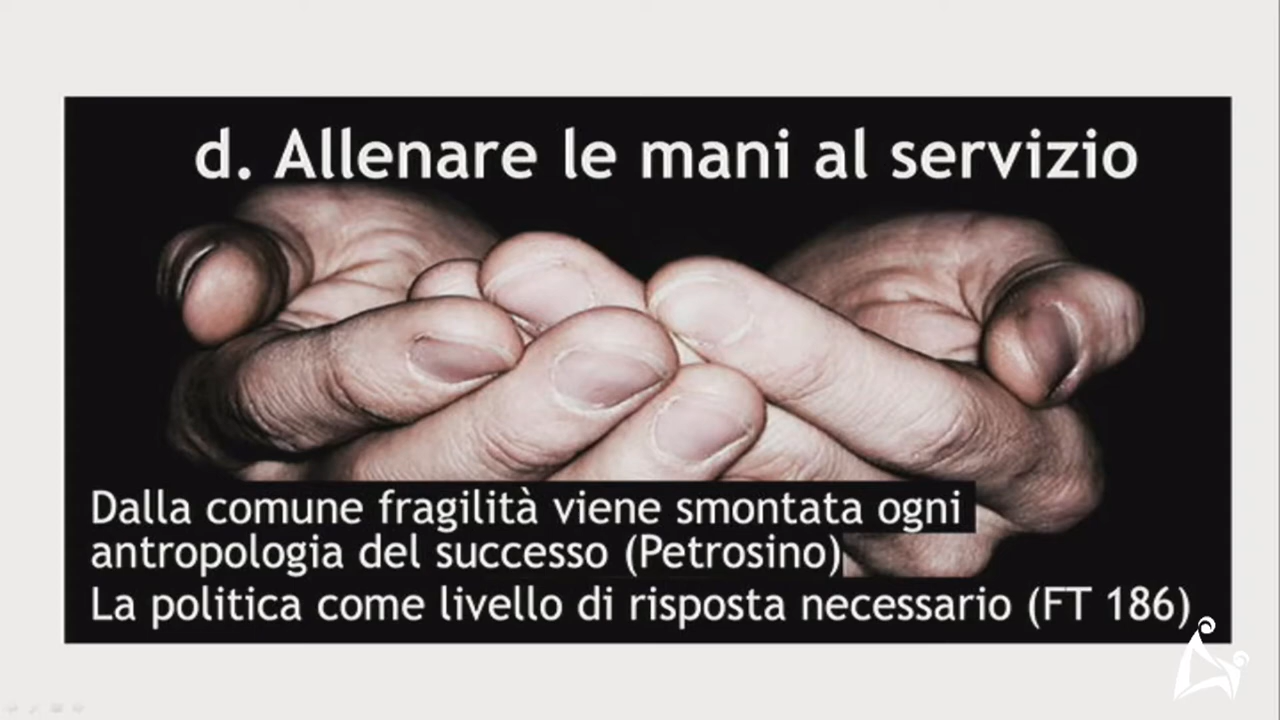 d. Allenare le mani al servizio
Dalla comune fragilità viene smontata ogni
antropologia del successo (Petrosino)
La politica come livello di risposta necessario (FT 186)